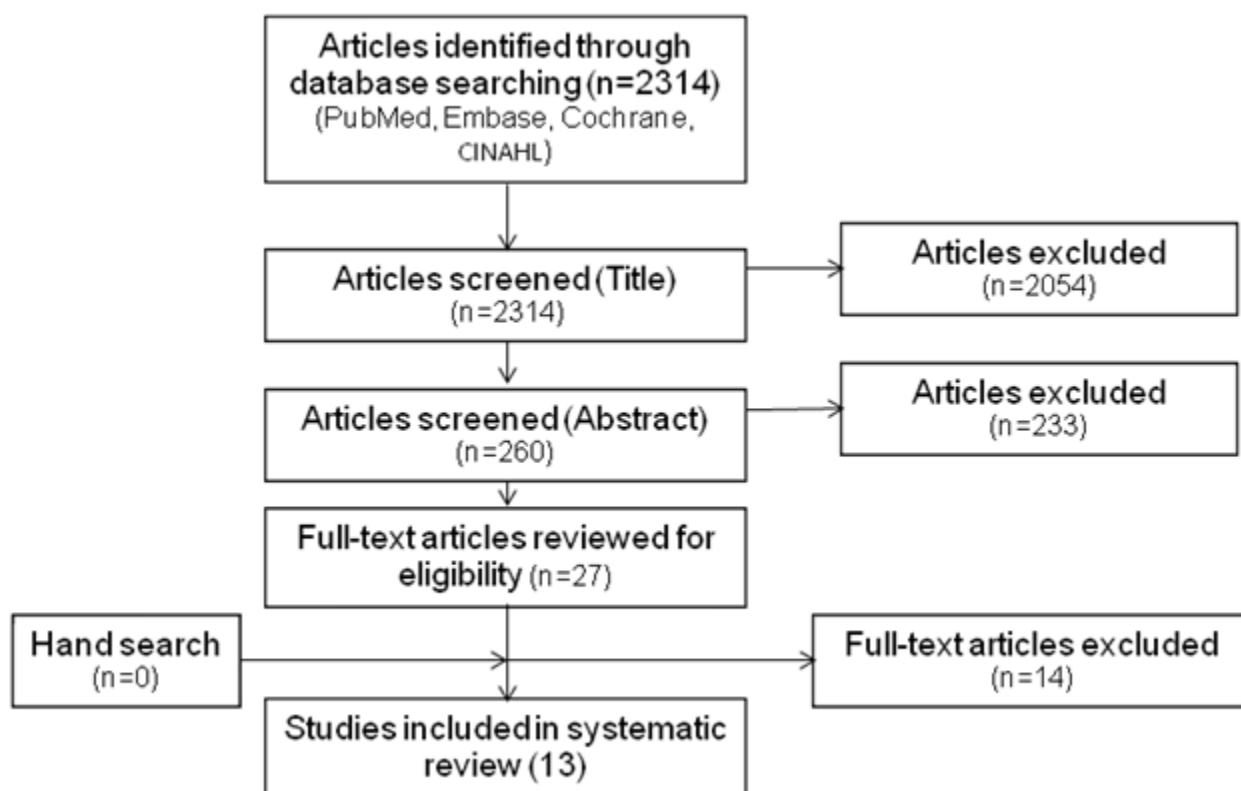 Articles identified through
database searching (n=2314)
(PubMed, Embase, Cochrane,
CINAHL)
Articles screened (Title)
(n=2314)
Articles excluded
(n=2054)
Articles screened (Abstract)
(n=260)
Articles excluded
(n=233)
Full-text articles reviewed for
eligibility (n=27)
Hand search
(n=0)
Full-text articles excluded
(n=14)
Studies included in systematic
review (13)